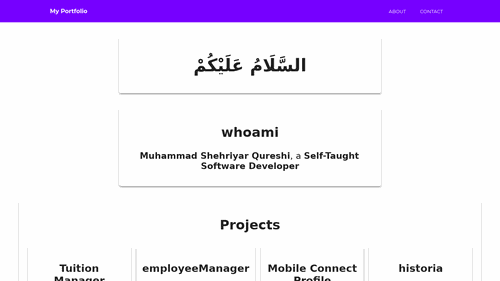 My Portfolio ABOUT CONTACT
السَّلَامُ عَلَيْكُمْ
whoami
Muhammad Shehriyar Qureshi, a Self-Taught
Software Developer
Projects
Tuition employeeManager Mobile Connect historia
Manager Profile